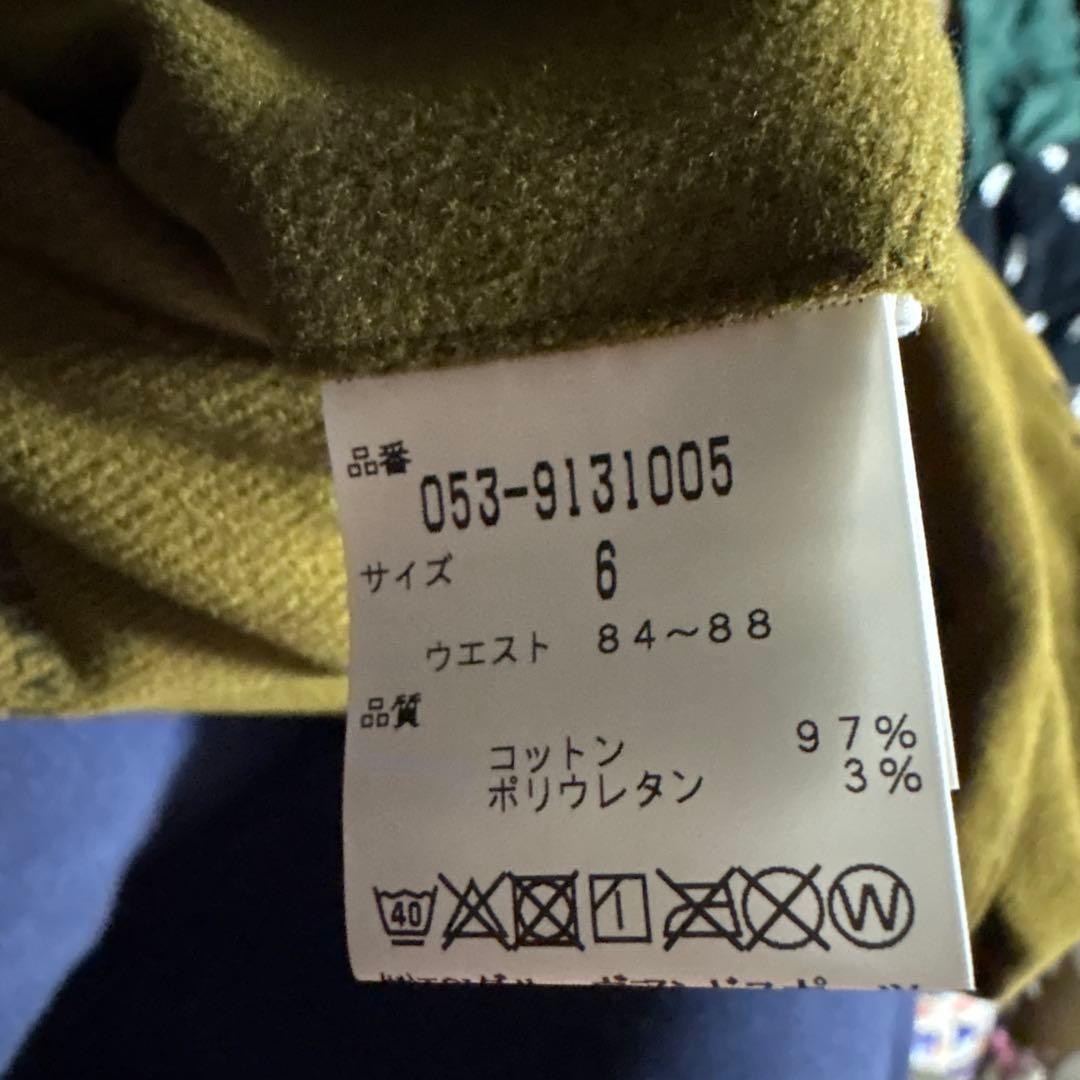 品番 053-9131005
サイズ 6
ウエスト 84～88
品質
コットン 97%
ポリウレタン 3%
40 W